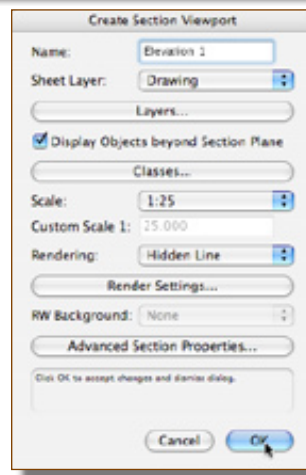 Create Section Viewport
Name: Elevation 1
Sheet Layer: Drawing
Layers...
Display Objects beyond Section Plane
Classes...
Scale: 1:25
Custom Scale 1: 25.000
Rendering: Hidden Line
Render Settings...
RW Background: None
Advanced Section Properties...
Click OK to accept changes and dismiss dialog.
Cancel OK